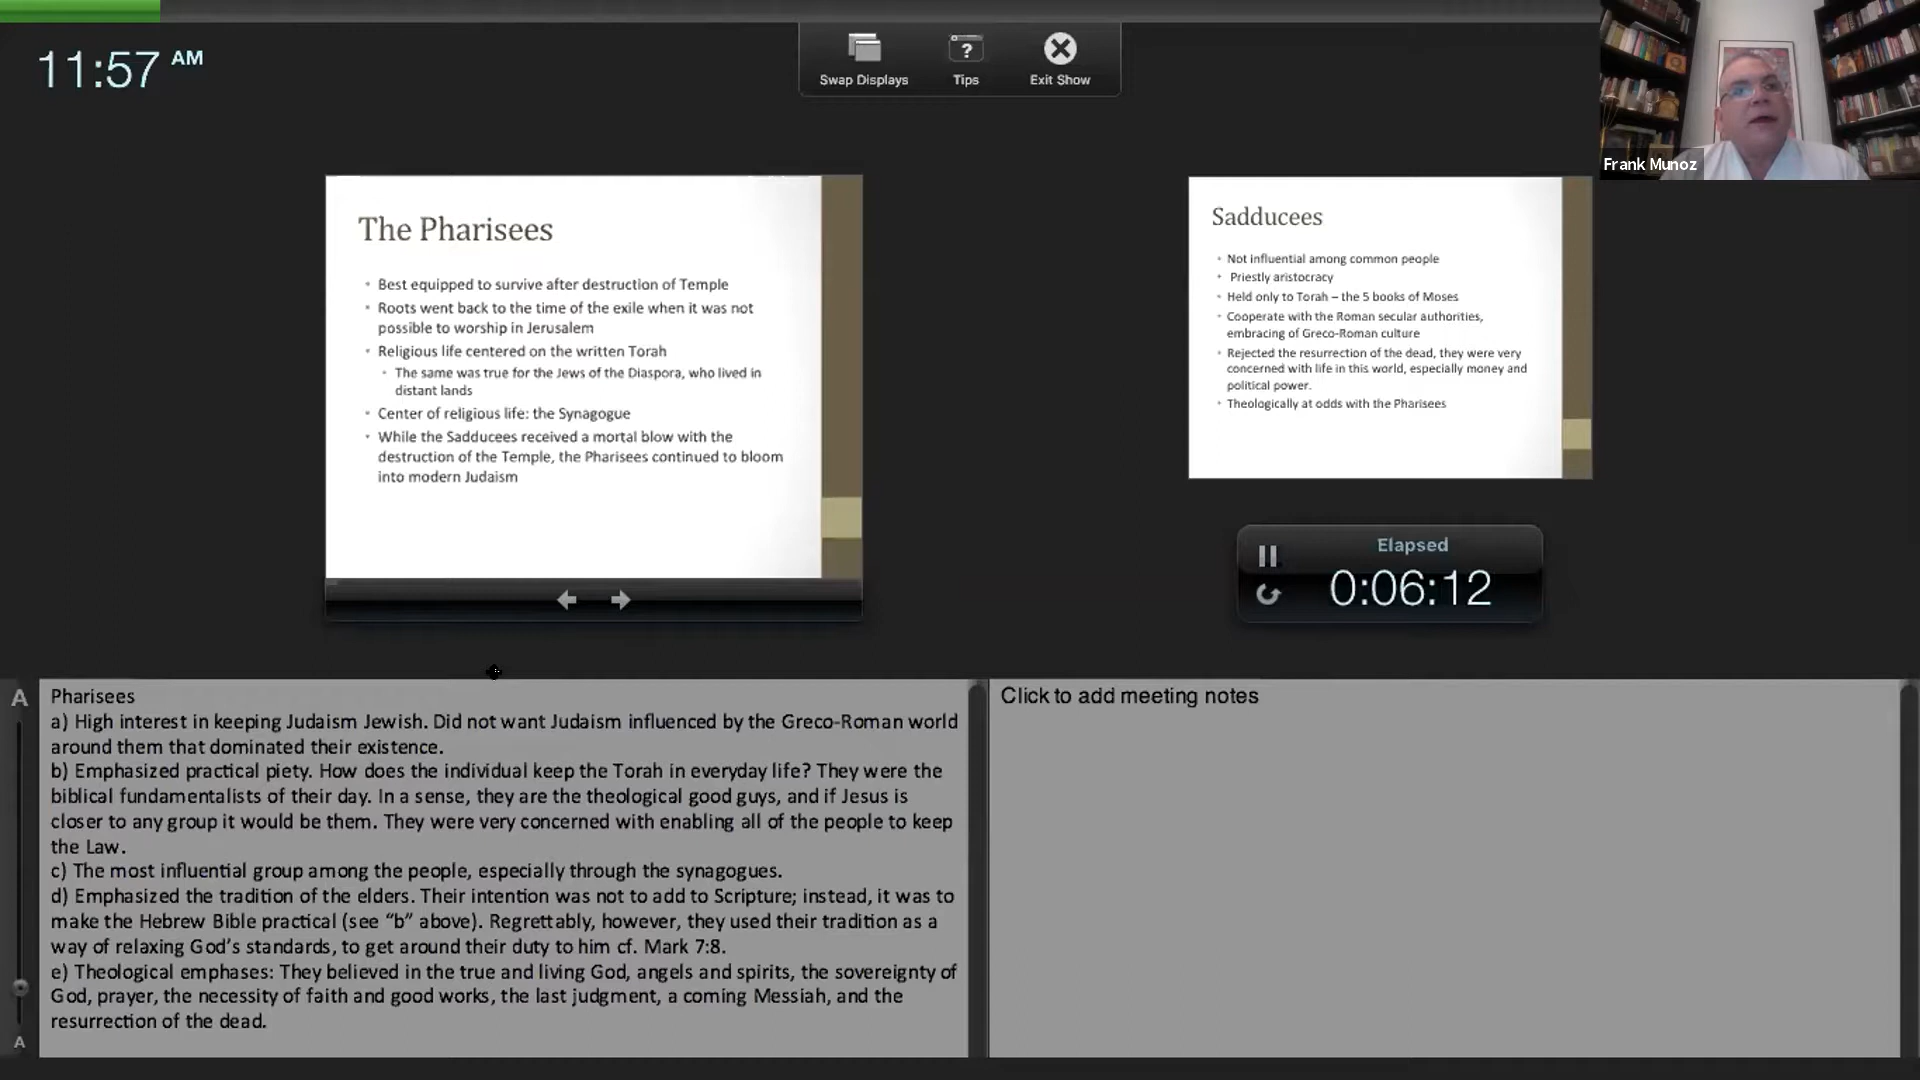 11:57 AM
Swap Displays
Tips
Exit Show
Frank Munoz
The Pharisees
• Best equipped to survive after destruction of Temple
• Roots went back to the time of the exile when it was not
possible to worship in Jerusalem
• Religious life centered on the written Torah
• The same was true for the Jews of the Diaspora, who lived in
distant lands
• Center of religious life: the Synagogue
• While the Sadducees received a mortal blow with the
destruction of the Temple, the Pharisees continued to bloom
into modern Judaism
Sadducees
• Not influential among common people
• Priestly aristocracy
• Held only to Torah – the 5 books of Moses
• Cooperate with the Roman secular authorities,
embracing of Greco-Roman culture
• Rejected the resurrection of the dead, they were very
concerned with life in this world, especially money and
political power.
• Theologically at odds with the Pharisees
Elapsed
0:06:12
A
A
Pharisees
a) High interest in keeping Judaism Jewish. Did not want Judaism influenced by the Greco-Roman world
around them that dominated their existence.
b) Emphasized practical piety. How does the individual keep the Torah in everyday life? They were the
biblical fundamentalists of their day. In a sense, they are the theological good guys, and if Jesus is
closer to any group it would be them. They were very concerned with enabling all of the people to keep
the Law.
c) The most influential group among the people, especially through the synagogues.
d) Emphasized the tradition of the elders. Their intention was not to add to Scripture; instead, it was to
make the Hebrew Bible practical (see “b” above). Regrettably, however, they used their tradition as a
way of relaxing God’s standards, to get around their duty to him cf. Mark 7:8.
e) Theological emphases: They believed in the true and living God, angels and spirits, the sovereignty of
God, prayer, the necessity of faith and good works, the last judgment, a coming Messiah, and the
resurrection of the dead.
Click to add meeting notes